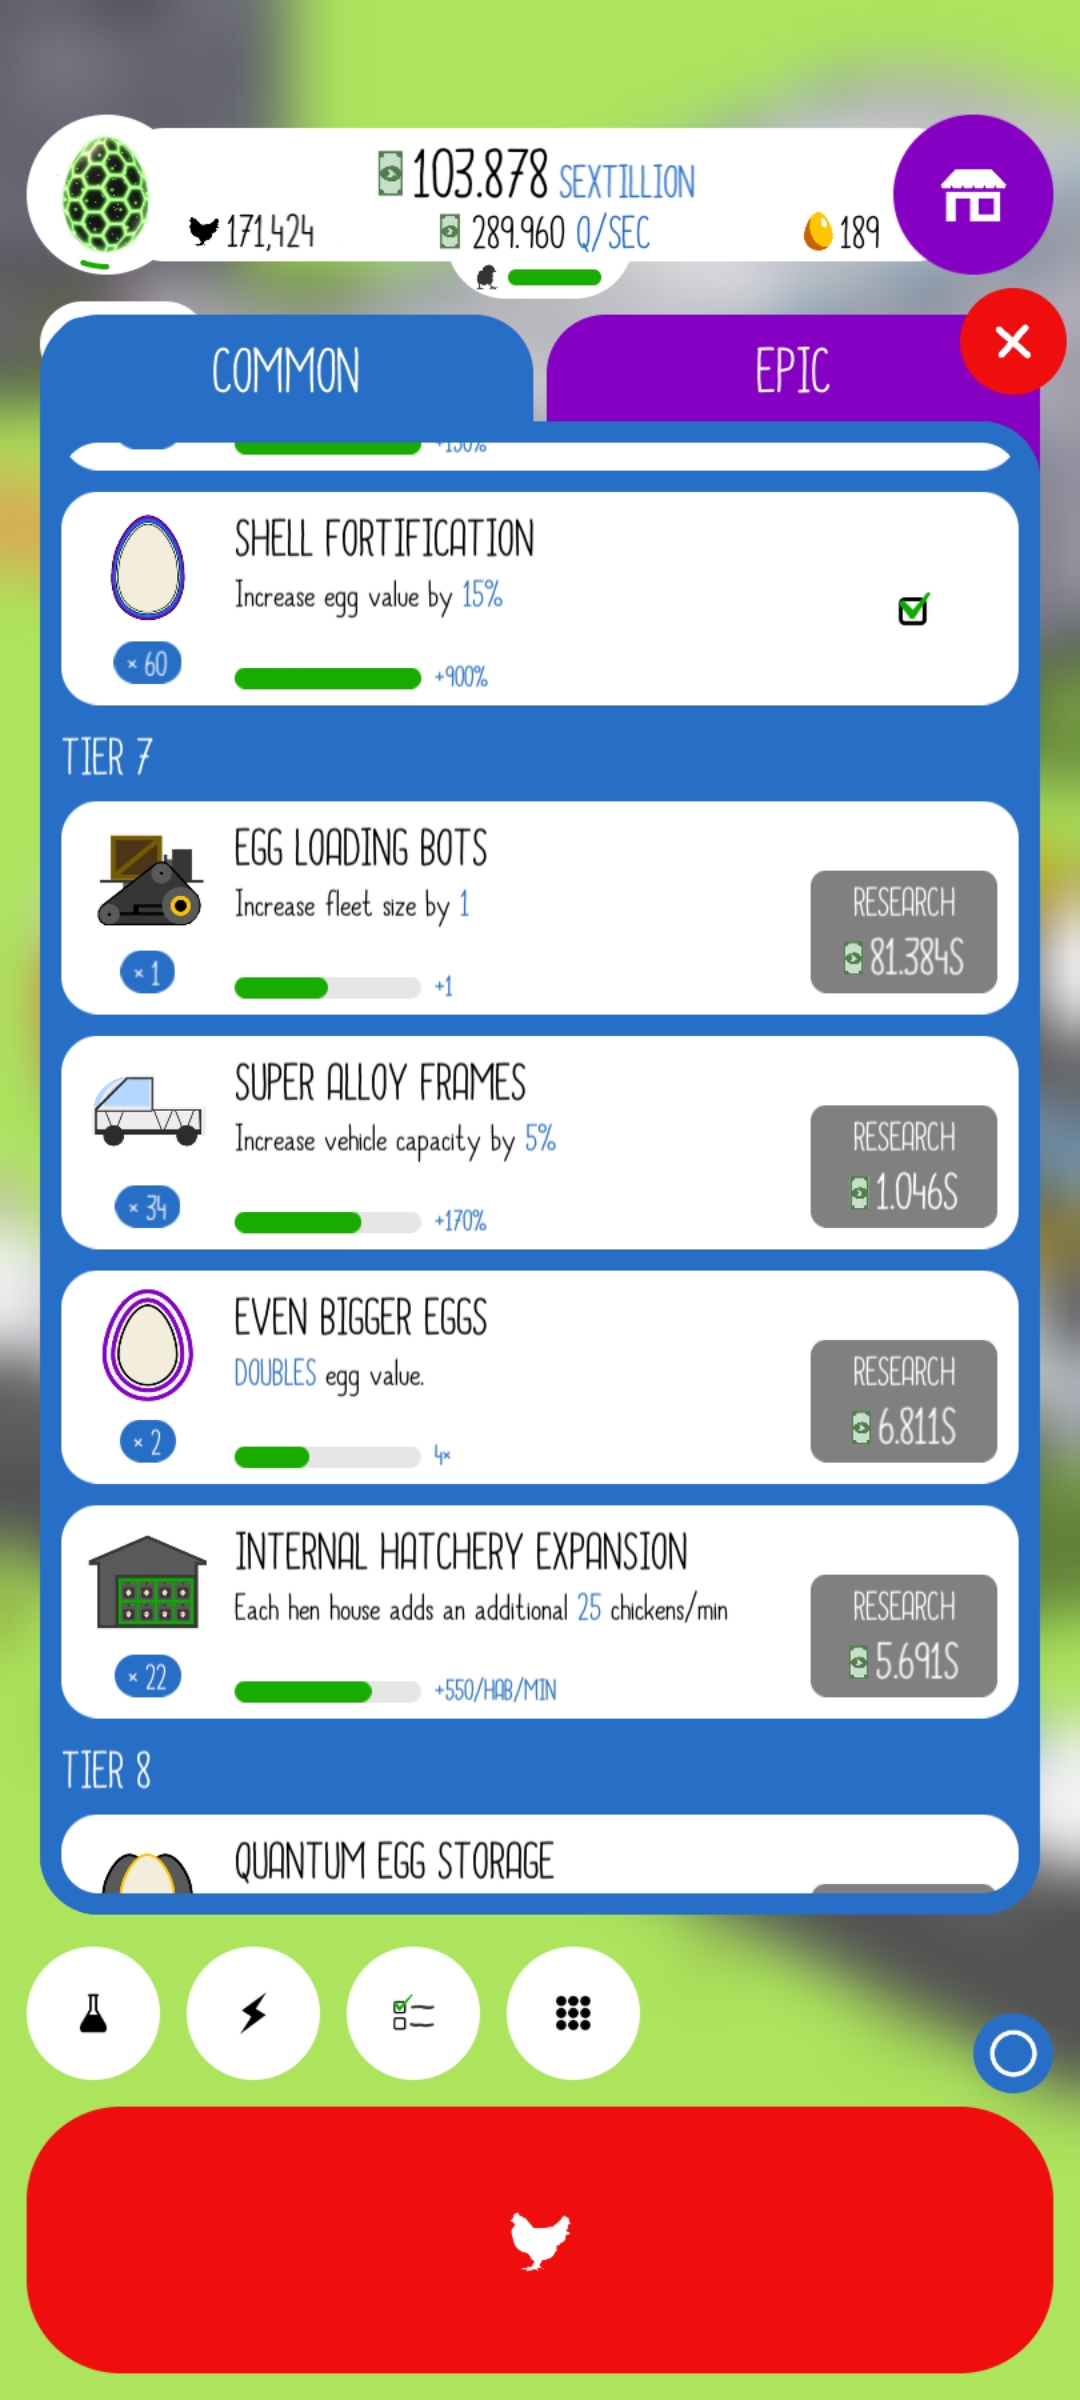 103.878 SEXTILLION
171,424
289.960 Q/SEC
189
COMMON
EPIC
+150%
SHELL FORTIFICATION
Increase egg value by 15%
× 60
+900%
TIER 7
EGG LOADING BOTS
Increase fleet size by 1
RESEARCH
81.384S
× 1
+1
SUPER ALLOY FRAMES
Increase vehicle capacity by 5%
RESEARCH
1.046S
× 34
+170%
EVEN BIGGER EGGS
DOUBLES egg value.
RESEARCH
6.811S
× 2
4×
INTERNAL HATCHERY EXPANSION
Each hen house adds an additional 25 chickens/min
RESEARCH
5.691S
× 22
+550/HAB/MIN
TIER 8
QUANTUM EGG STORAGE